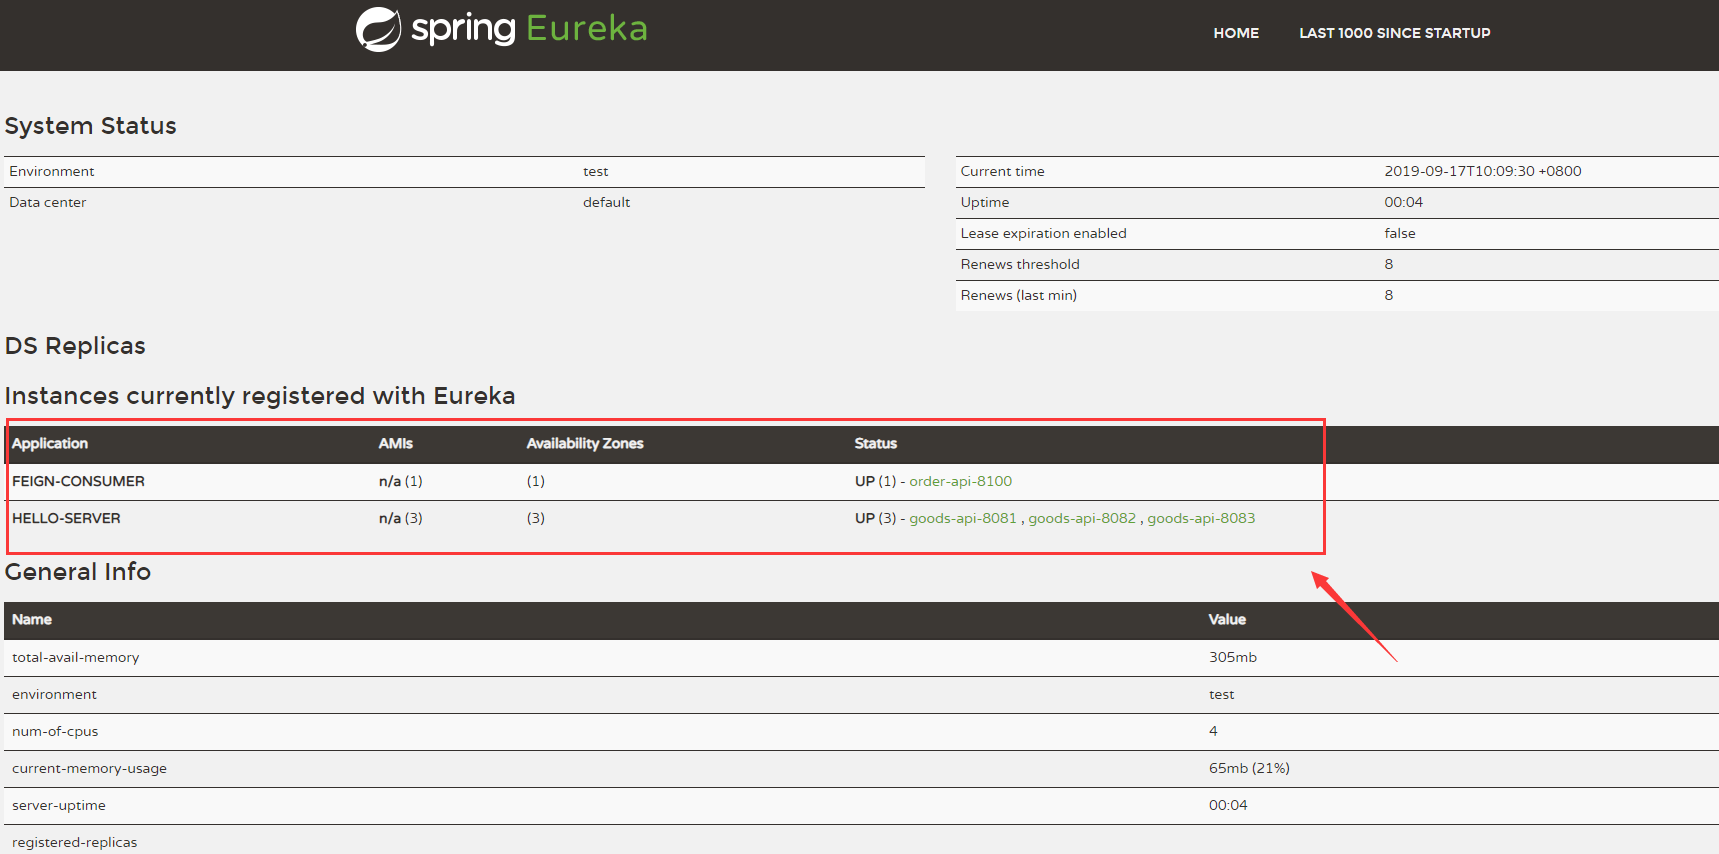 spring Eureka
HOME LAST 1000 SINCE STARTUP
System Status
Environment test
Data center default
Current time 2019-09-17T10:09:30 +0800
Uptime 00:04
Lease expiration enabled false
Renews threshold 8
Renews (last min) 8
DS Replicas
Instances currently registered with Eureka
Application AMIs Availability Zones Status
FEIGN-CONSUMER n/a (1) (1) UP (1) - order-api-8100
HELLO-SERVER n/a (3) (3) UP (3) - goods-api-8081 , goods-api-8082 , goods-api-8083
General Info
Name Value
total-avail-memory 305mb
environment test
num-of-cpus 4
current-memory-usage 65mb (21%)
server-uptime 00:04
registered-replicas